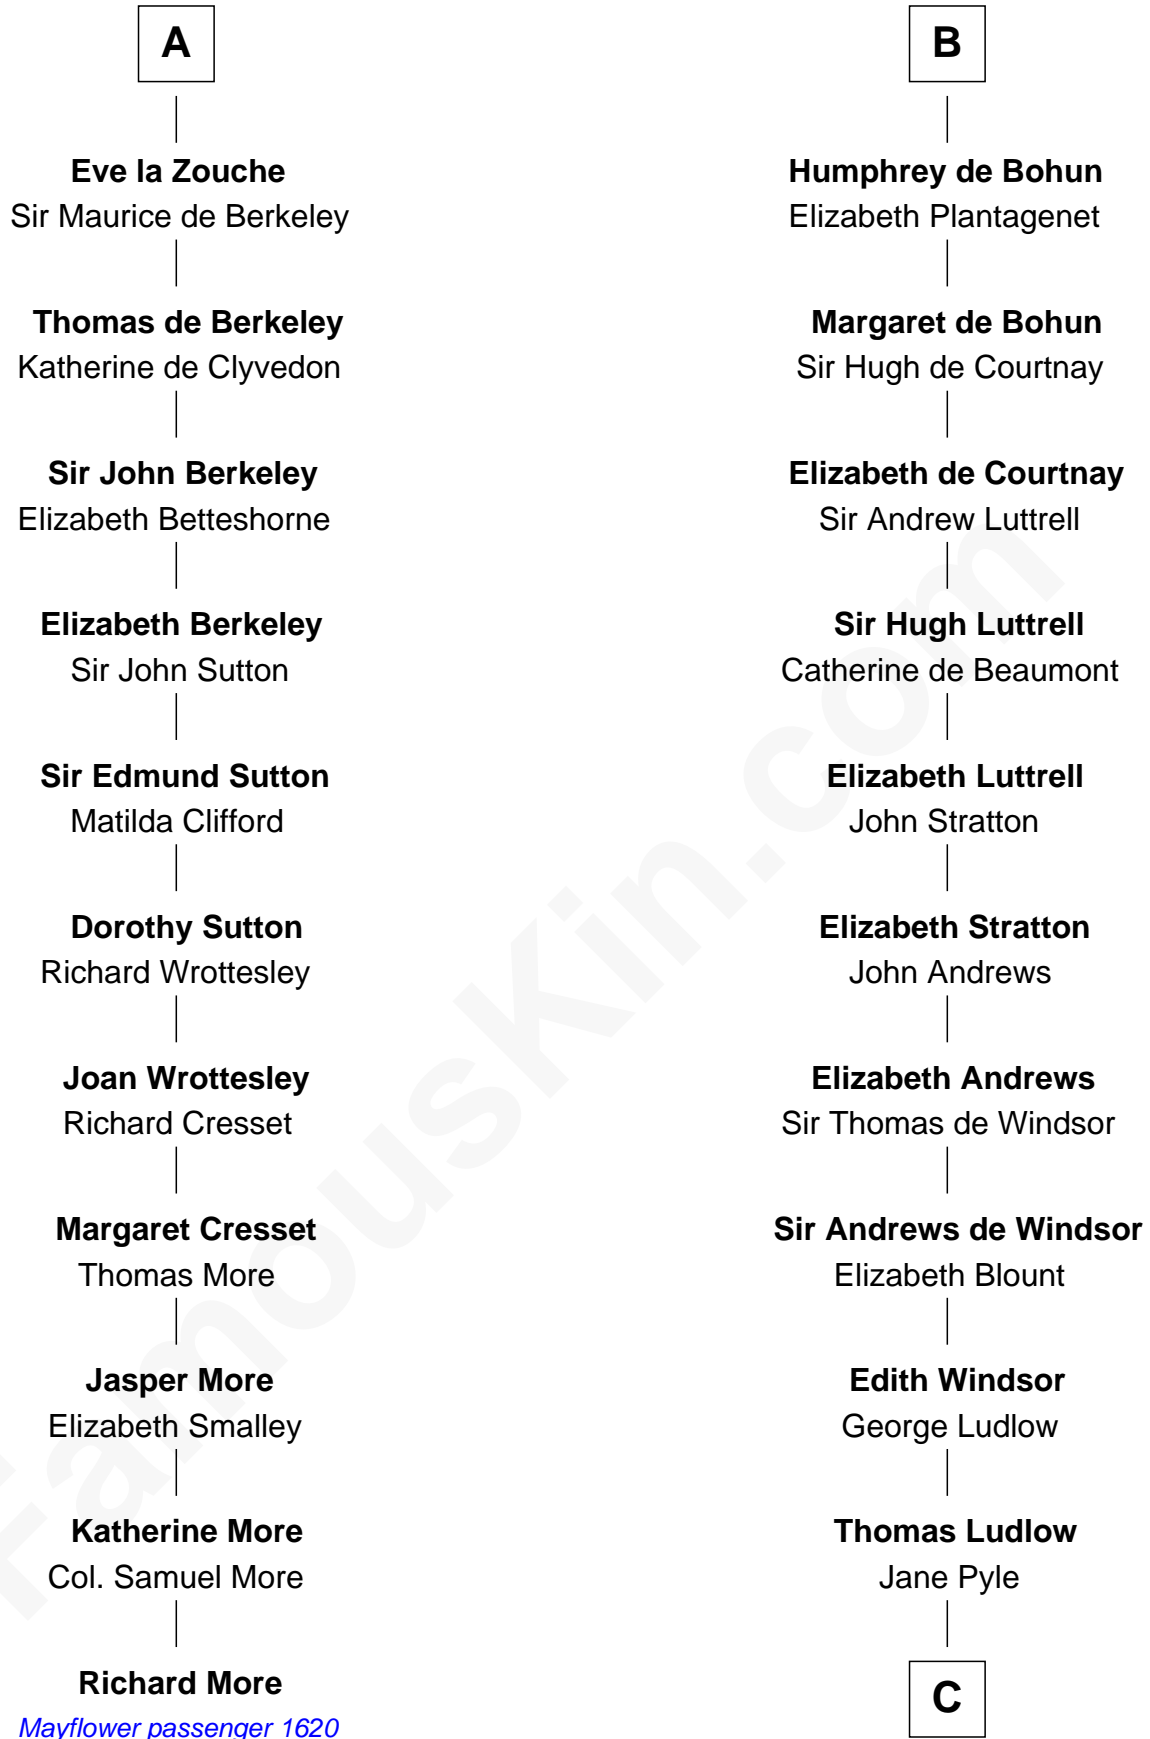 A
Eve la Zouche
Sir Maurice de Berkeley
Thomas de Berkeley
Katherine de Clyvedon
Sir John Berkeley
Elizabeth Betteshorne
Elizabeth Berkeley
Sir John Sutton
Sir Edmund Sutton
Matilda Clifford
Dorothy Sutton
Richard Wrottesley
Joan Wrottesley
Richard Cresset
Margaret Cresset
Thomas More
Jasper More
Elizabeth Smalley
Katherine More
Col. Samuel More
Richard More
Mayflower passenger 1620
B
Humphrey de Bohun
Elizabeth Plantagenet
Margaret de Bohun
Sir Hugh de Courtnay
Elizabeth de Courtnay
Sir Andrew Luttrell
Sir Hugh Luttrell
Catherine de Beaumont
Elizabeth Luttrell
John Stratton
Elizabeth Stratton
John Andrews
Elizabeth Andrews
Sir Thomas de Windsor
Sir Andrews de Windsor
Elizabeth Blount
Edith Windsor
George Ludlow
Thomas Ludlow
Jane Pyle
C
FamousKin.com